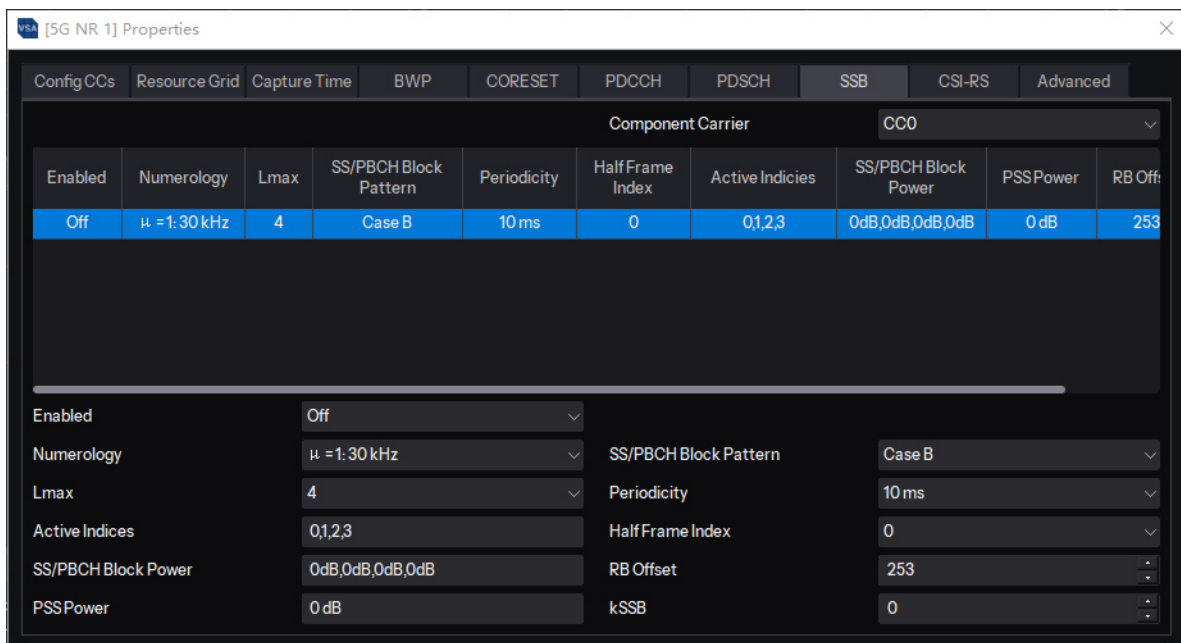 VSA [5G NR 1] Properties
Config CCs Resource Grid Capture Time BWP CORESET PDCCH PDSCH SSB CSI-RS Advanced
Component Carrier CC0
Enabled Numerology Lmax SS/PBCH Block Pattern Periodicity Half Frame Index Active Indicies SS/PBCH Block Power PSS Power RB Off
Off μ =1: 30 kHz 4 Case B 10 ms 0 0,1,2,3 0dB,0dB,0dB,0dB 0 dB 253
Enabled Off
Numerology μ =1: 30 kHz SS/PBCH Block Pattern Case B
Lmax 4 Periodicity 10 ms
Active Indices 0,1,2,3 Half Frame Index 0
SS/PBCH Block Power 0dB,0dB,0dB,0dB RB Offset 253
PSS Power 0 dB kSSB 0